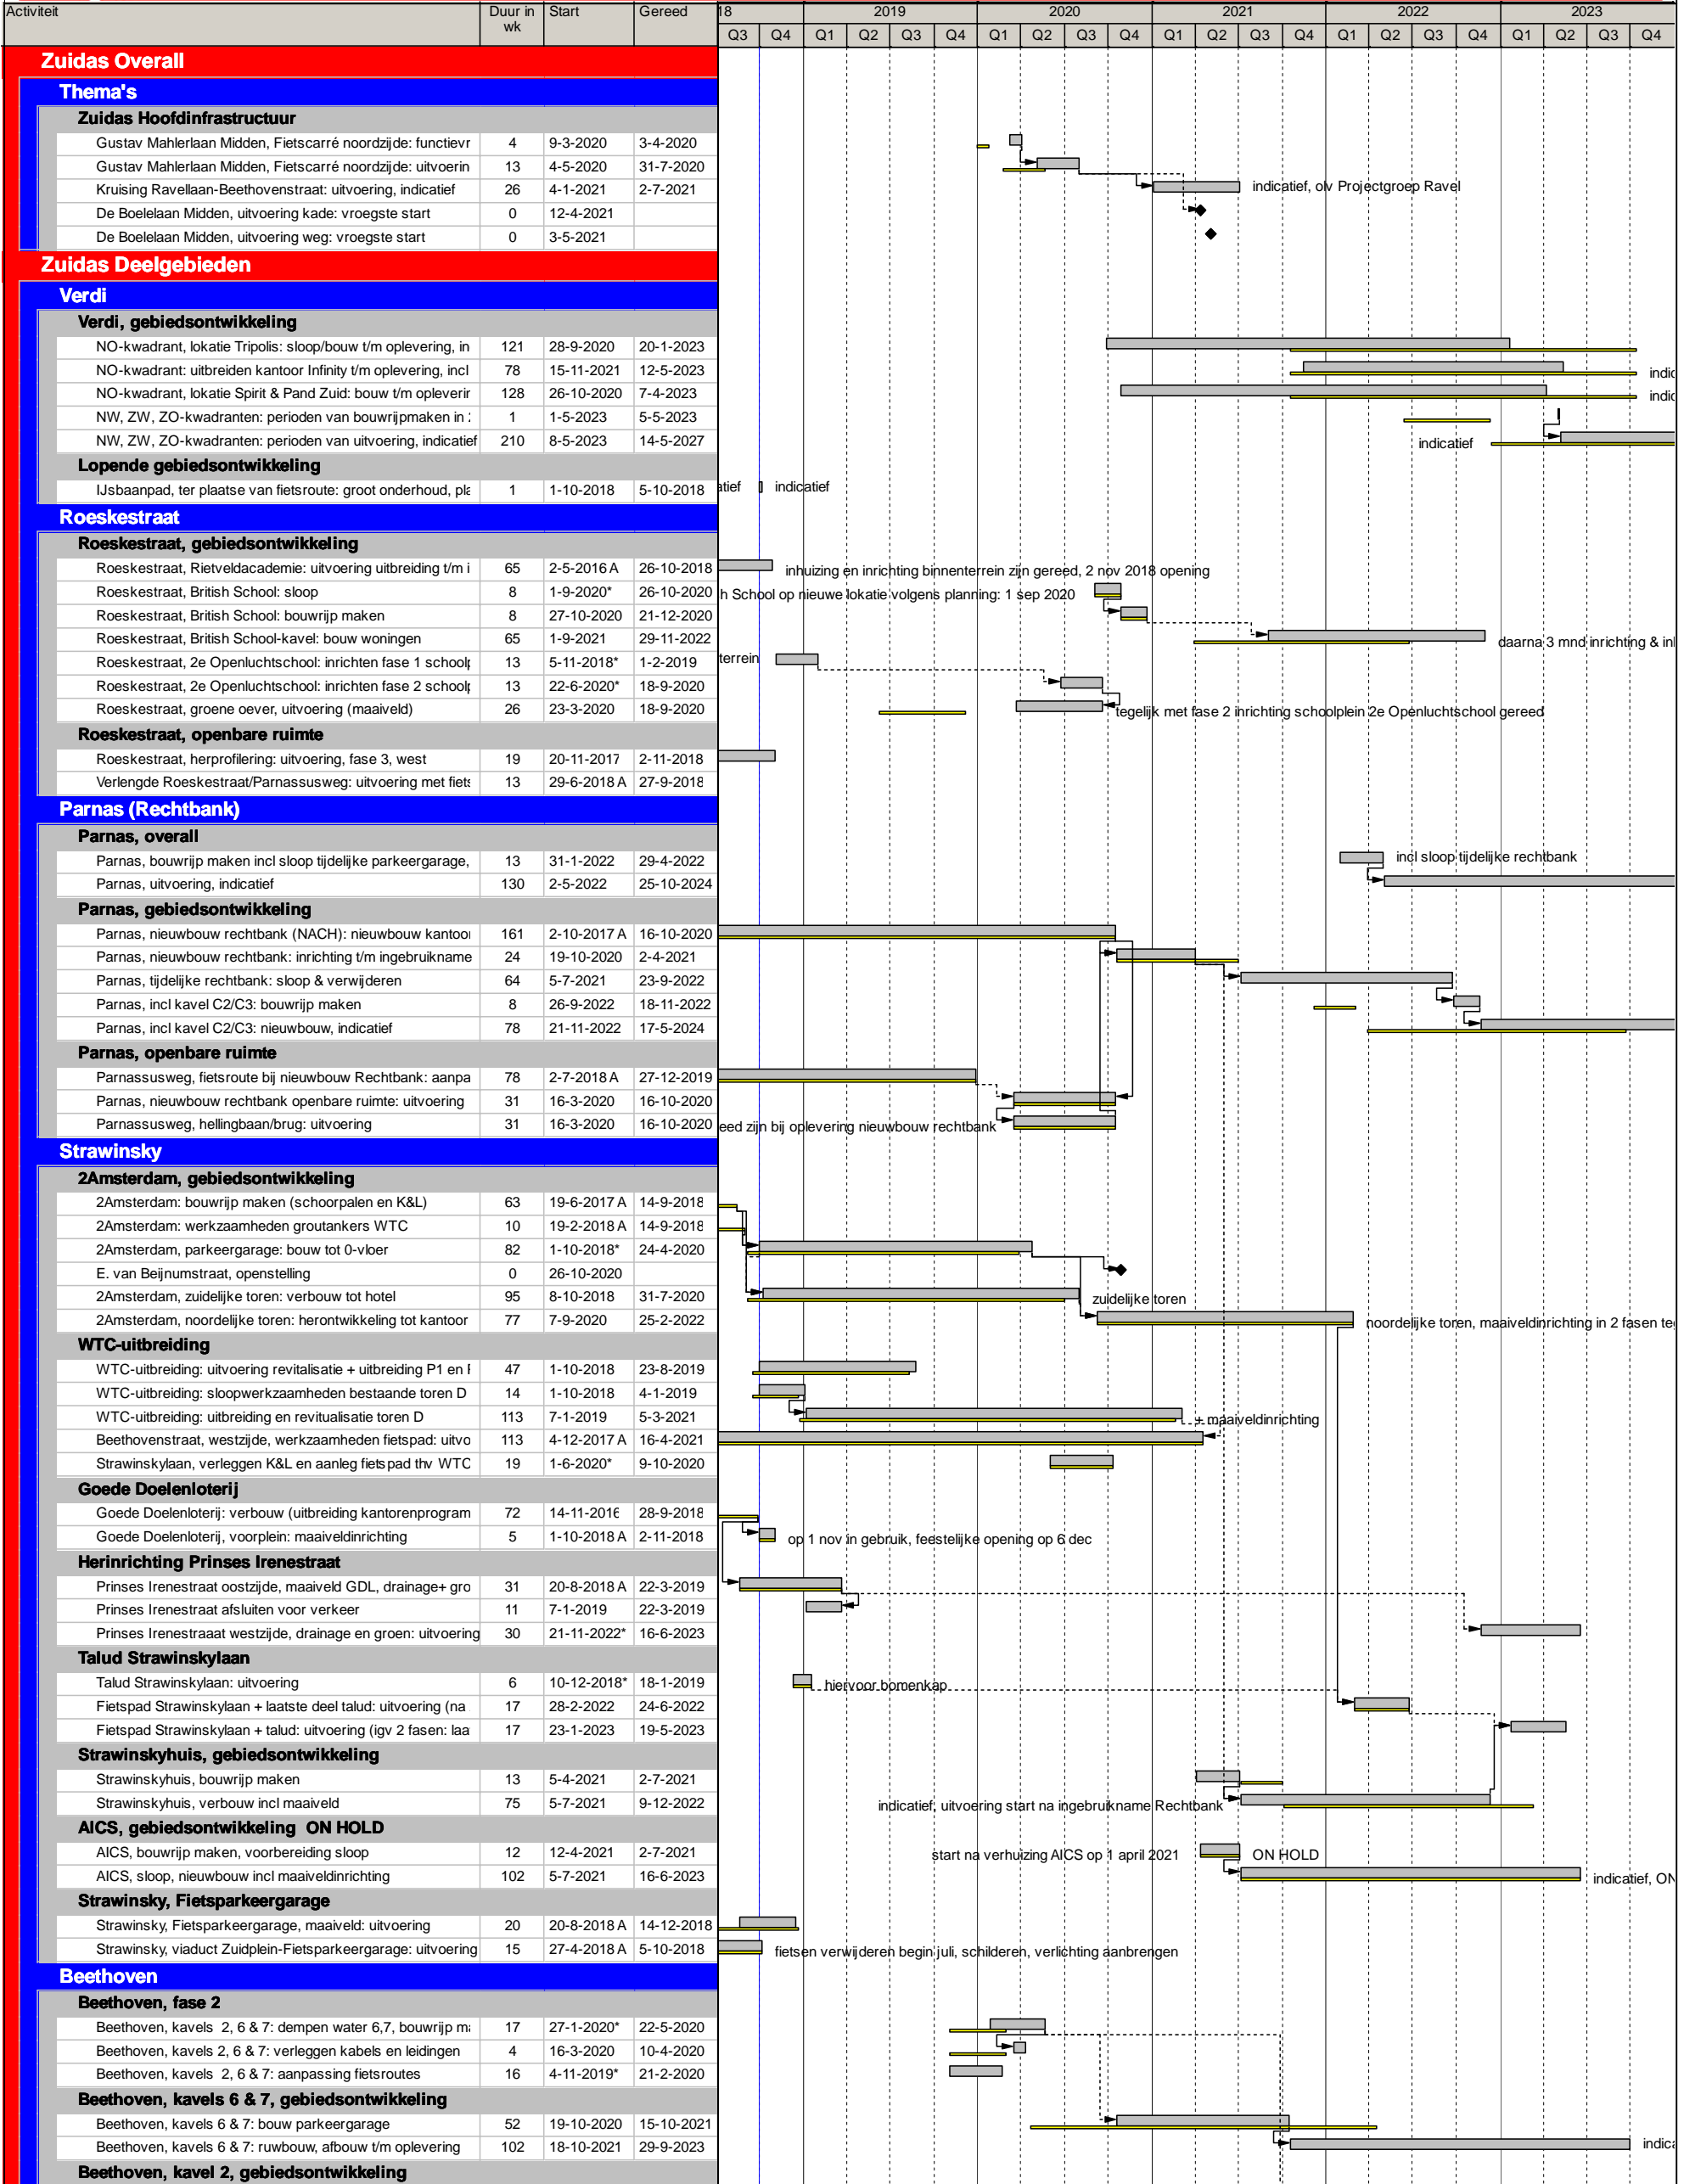 Activiteit Duur in wk Start Gereed 18 2019 2020 2021 2022 2023
Q3 Q4 Q1 Q2 Q3 Q4 Q1 Q2 Q3 Q4 Q1 Q2 Q3 Q4 Q1 Q2 Q3 Q4 Q1 Q2 Q3 Q4
Zuidas Overall
Thema's
Zuidas Hoofdinfrastructuur
Gustav Mahlerlaan Midden, Fietscarré noordzijde: functievr 4 9-3-2020 3-4-2020
Gustav Mahlerlaan Midden, Fietscarré noordzijde: uitvoerin 13 4-5-2020 31-7-2020
Kruising Ravellaan-Beethovenstraat: uitvoering, indicatief 26 4-1-2021 2-7-2021 indicatief, olv Projectgroep Ravel
De Boelelaan Midden, uitvoering kade: vroegste start 0 12-4-2021
De Boelelaan Midden, uitvoering weg: vroegste start 0 3-5-2021
Zuidas Deelgebieden
Verdi
Verdi, gebiedsontwikkeling
NO-kwadrant, lokatie Tripolis: sloop/bouw t/m oplevering, in 121 28-9-2020 20-1-2023
NO-kwadrant: uitbreiden kantoor Infinity t/m oplevering, incl 78 15-11-2021 12-5-2023 indic
NO-kwadrant, lokatie Spirit & Pand Zuid: bouw t/m opleverir 128 26-10-2020 7-4-2023 indic
NW, ZW, ZO-kwadranten: perioden van bouwrijpmaken in 1 1-5-2023 5-5-2023
NW, ZW, ZO-kwadranten: perioden van uitvoering, indicatief 210 8-5-2023 14-5-2027 indicatief
Lopende gebiedsontwikkeling
IJsbaanpad, ter plaatse van fietsroute: groot onderhoud, pla 1 1-10-2018 5-10-2018 atief indicatief
Roeskestraat
Roeskestraat, gebiedsontwikkeling
Roeskestraat, Rietveldacademie: uitvoering uitbreiding t/m i 65 2-5-2016 A 26-10-2018 inhuizing en inrichting binnenterrein zijn gereed, 2 nov 2018 opening
Roeskestraat, British School: sloop 8 1-9-2020* 26-10-2020 h School op nieuwe lokatie volgens planning: 1 sep 2020
Roeskestraat, British School: bouwrijp maken 8 27-10-2020 21-12-2020
Roeskestraat, British School-kavel: bouw woningen 65 1-9-2021 29-11-2022 daarna 3 mnd inrichting & inl
Roeskestraat, 2e Openluchtschool: inrichten fase 1 schoolp 13 5-11-2018* 1-2-2019 terrein
Roeskestraat, 2e Openluchtschool: inrichten fase 2 schoolp 13 22-6-2020* 18-9-2020
Roeskestraat, groene oever, uitvoering (maaiveld) 26 23-3-2020 18-9-2020 tegelijk met fase 2 inrichting schoolplein 2e Openluchtschool gereed
Roeskestraat, openbare ruimte
Roeskestraat, herprofilering: uitvoering, fase 3, west 19 20-11-2017 2-11-2018
Verlengde Roeskestraat/Parnassusweg: uitvoering met fiets 13 29-6-2018 A 27-9-2018
Parnas (Rechtbank)
Parnas, overall
Parnas, bouwrijp maken incl sloop tijdelijke parkeergarage, 13 31-1-2022 29-4-2022 incl sloop tijdelijke rechtbank
Parnas, uitvoering, indicatief 130 2-5-2022 25-10-2024
Parnas, gebiedsontwikkeling
Parnas, nieuwbouw rechtbank (NACH): nieuwbouw kantoor 161 2-10-2017 A 16-10-2020
Parnas, nieuwbouw rechtbank: inrichting t/m ingebruikname 24 19-10-2020 2-4-2021
Parnas, tijdelijke rechtbank: sloop & verwijderen 64 5-7-2021 23-9-2022
Parnas, incl kavel C2/C3: bouwrijp maken 8 26-9-2022 18-11-2022
Parnas, incl kavel C2/C3: nieuwbouw, indicatief 78 21-11-2022 17-5-2024
Parnas, openbare ruimte
Parnassusweg, fietsroute bij nieuwbouw Rechtbank: aanpa 78 2-7-2018 A 27-12-2019
Parnas, nieuwbouw rechtbank openbare ruimte: uitvoering 31 16-3-2020 16-10-2020
Parnassusweg, hellingbaan/brug: uitvoering 31 16-3-2020 16-10-2020 eed zijn bij oplevering nieuwbouw rechtbank
Strawinsky
2Amsterdam, gebiedsontwikkeling
2Amsterdam: bouwrijp maken (schoorpalen en K&L) 63 19-6-2017 A 14-9-2018
2Amsterdam: werkzaamheden groutankers WTC 10 19-2-2018 A 14-9-2018
2Amsterdam, parkeergarage: bouw tot 0-vloer 82 1-10-2018* 24-4-2020
E. van Beijnumstraat, openstelling 0 26-10-2020
2Amsterdam, zuidelijke toren: verbouw tot hotel 95 8-10-2018 31-7-2020 zuidelijke toren
2Amsterdam, noordelijke toren: herontwikkeling tot kantoor 77 7-9-2020 25-2-2022 noordelijke toren, maaiveldinrichting in 2 fasen te
WTC-uitbreiding
WTC-uitbreiding: uitvoering revitalisatie + uitbreiding P1 en F 47 1-10-2018 23-8-2019
WTC-uitbreiding: sloopwerkzaamheden bestaande toren D 14 1-10-2018 4-1-2019
WTC-uitbreiding: uitbreiding en revitualisatie toren D 113 7-1-2019 5-3-2021 + maaiveldinrichting
Beethovenstraat, westzijde, werkzaamheden fietspad: uitvo 113 4-12-2017 A 16-4-2021
Strawinskylaan, verleggen K&L en aanleg fietspad thv WTC 19 1-6-2020* 9-10-2020
Goede Doelenloterij
Goede Doelenloterij: verbouw (uitbreiding kantorenprogram 72 14-11-2016 28-9-2018
Goede Doelenloterij, voorplein: maaiveldinrichting 5 1-10-2018 A 2-11-2018 op 1 nov in gebruik, feestelijke opening op 6 dec
Herinrichting Prinses Irenestraat
Prinses Irenestraat oostzijde, maaiveld GDL, drainage+ gro 31 20-8-2018 A 22-3-2019
Prinses Irenestraat afsluiten voor verkeer 11 7-1-2019 22-3-2019
Prinses Irenestraaat westzijde, drainage en groen: uitvoering 30 21-11-2022* 16-6-2023
Talud Strawinskylaan
Talud Strawinskylaan: uitvoering 6 10-12-2018* 18-1-2019 hiervoor bomenkap
Fietspad Strawinskylaan + laatste deel talud: uitvoering (na 17 28-2-2022 24-6-2022
Fietspad Strawinskylaan + talud: uitvoering (igv 2 fasen: laa 17 23-1-2023 19-5-2023
Strawinskyhuis, gebiedsontwikkeling
Strawinskyhuis, bouwrijp maken 13 5-4-2021 2-7-2021
Strawinskyhuis, verbouw incl maaiveld 75 5-7-2021 9-12-2022 indicatief, uitvoering start na ingebruikname Rechtbank
AICS, gebiedsontwikkeling ON HOLD
AICS, bouwrijp maken, voorbereiding sloop 12 12-4-2021 2-7-2021 start na verhuizing AICS op 1 april 2021 ON HOLD
AICS, sloop, nieuwbouw incl maaiveldinrichting 102 5-7-2021 16-6-2023 indicatief, ON
Strawinsky, Fietsparkeergarage
Strawinsky, Fietsparkeergarage, maaiveld: uitvoering 20 20-8-2018 A 14-12-2018
Strawinsky, viaduct Zuidplein-Fietsparkeergarage: uitvoering 15 27-4-2018 A 5-10-2018 fietsen verwijderen begin juli, schilderen, verlichting aanbrengen
Beethoven
Beethoven, fase 2
Beethoven, kavels 2, 6 & 7: dempen water 6,7, bouwrijp ma 17 27-1-2020* 22-5-2020
Beethoven, kavels 2, 6 & 7: verleggen kabels en leidingen 4 16-3-2020 10-4-2020
Beethoven, kavels 2, 6 & 7: aanpassing fietsroutes 16 4-11-2019* 21-2-2020
Beethoven, kavels 6 & 7, gebiedsontwikkeling
Beethoven, kavels 6 & 7: bouw parkeergarage 52 19-10-2020 15-10-2021
Beethoven, kavels 6 & 7: ruwbouw, afbouw t/m oplevering 102 18-10-2021 29-9-2023 indica
Beethoven, kavel 2, gebiedsontwikkeling